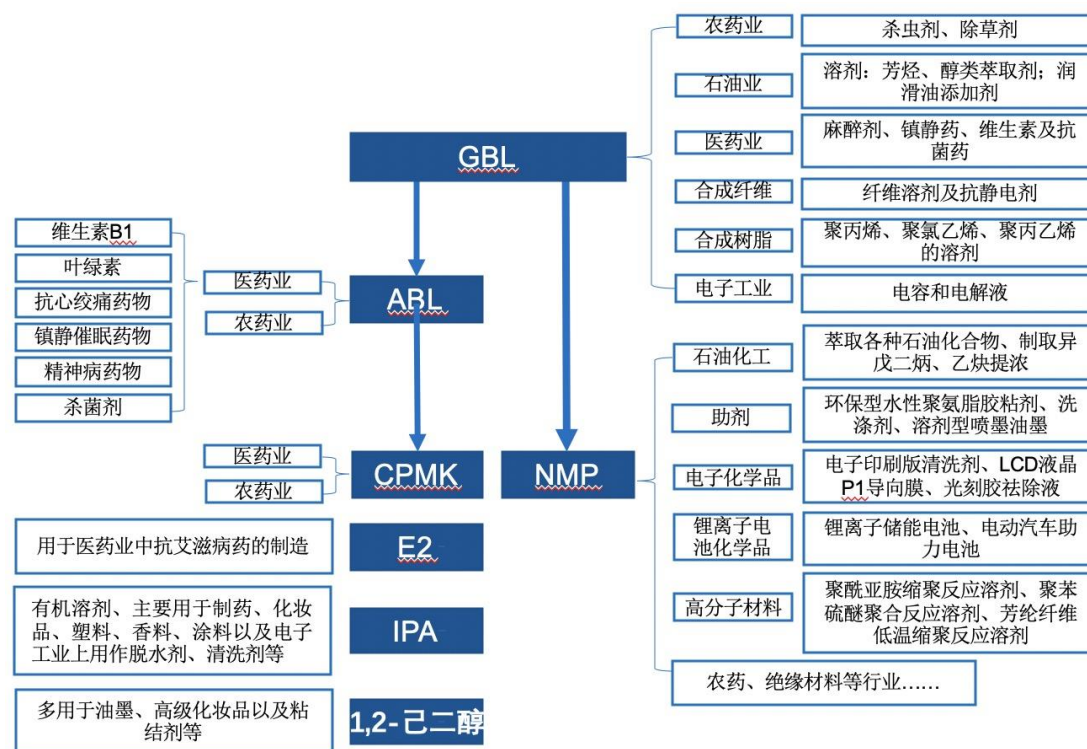 农药业
杀虫剂、除草剂
石油业
溶剂：芳烃、醇类萃取剂；润
滑油添加剂
GBL
医药业
麻醉剂、镇静药、维生素及抗
菌药
合成纤维
纤维溶剂及抗静电剂
合成树脂
聚丙烯、聚氯乙烯、聚丙乙烯
的溶剂
电子工业
电容和电解液
维生素B1
叶绿素
抗心绞痛药物
镇静催眠药物
精神病药物
杀菌剂
医药业
农药业
ABL
石油化工
萃取各种石油化合物、制取异
戊二炳、乙炔提浓
助剂
环保型水性聚氨脂胶粘剂、洗
涤剂、溶剂型喷墨油墨
医药业
农药业
CPMK
NMP
电子化学品
电子印刷版清洗剂、LCD液晶
P1导向膜、光刻胶祛除液
用于医药业中抗艾滋病药的制造
E2
锂离子电
池化学品
锂离子储能电池、电动汽车助
力电池
有机溶剂、主要用于制药、化妆
品、塑料、香料、涂料以及电子
工业上用作脱水剂、清洗剂等
IPA
高分子材料
聚酰亚胺缩聚反应溶剂、聚苯
硫醚聚合反应溶剂、芳纶纤维
低温缩聚反应溶剂
农药、绝缘材料等行业……
多用于油墨、高级化妆品以及粘
结剂等
1,2-己二醇